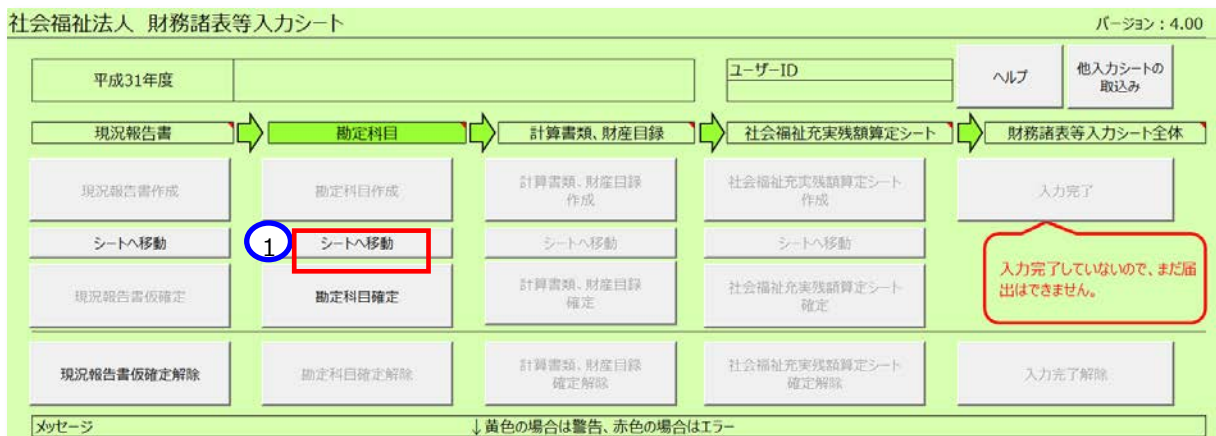 社会福祉法人 財務諸表等入力シート
バージョン：4.00
平成31年度
ユーザーID
ヘルプ
他入力シートの
取込み
現況報告書
勘定科目
計算書類、財産目録
社会福祉充実残額算定シート
財務諸表等入力シート全体
現況報告書作成
勘定科目作成
計算書類、財産目録
作成
社会福祉充実残額算定シート
作成
入力完了
シートへ移動
1
シートへ移動
シートへ移動
シートへ移動
入力完了していないので、まだ届
出はできません。
現況報告書仮確定
勘定科目確定
計算書類、財産目録
確定
社会福祉充実残額算定シート
確定
現況報告書仮確定解除
勘定科目確定解除
計算書類、財産目録
確定解除
社会福祉充実残額算定シート
確定解除
入力完了解除
メッセージ
↓黄色の場合は警告、赤色の場合はエラー